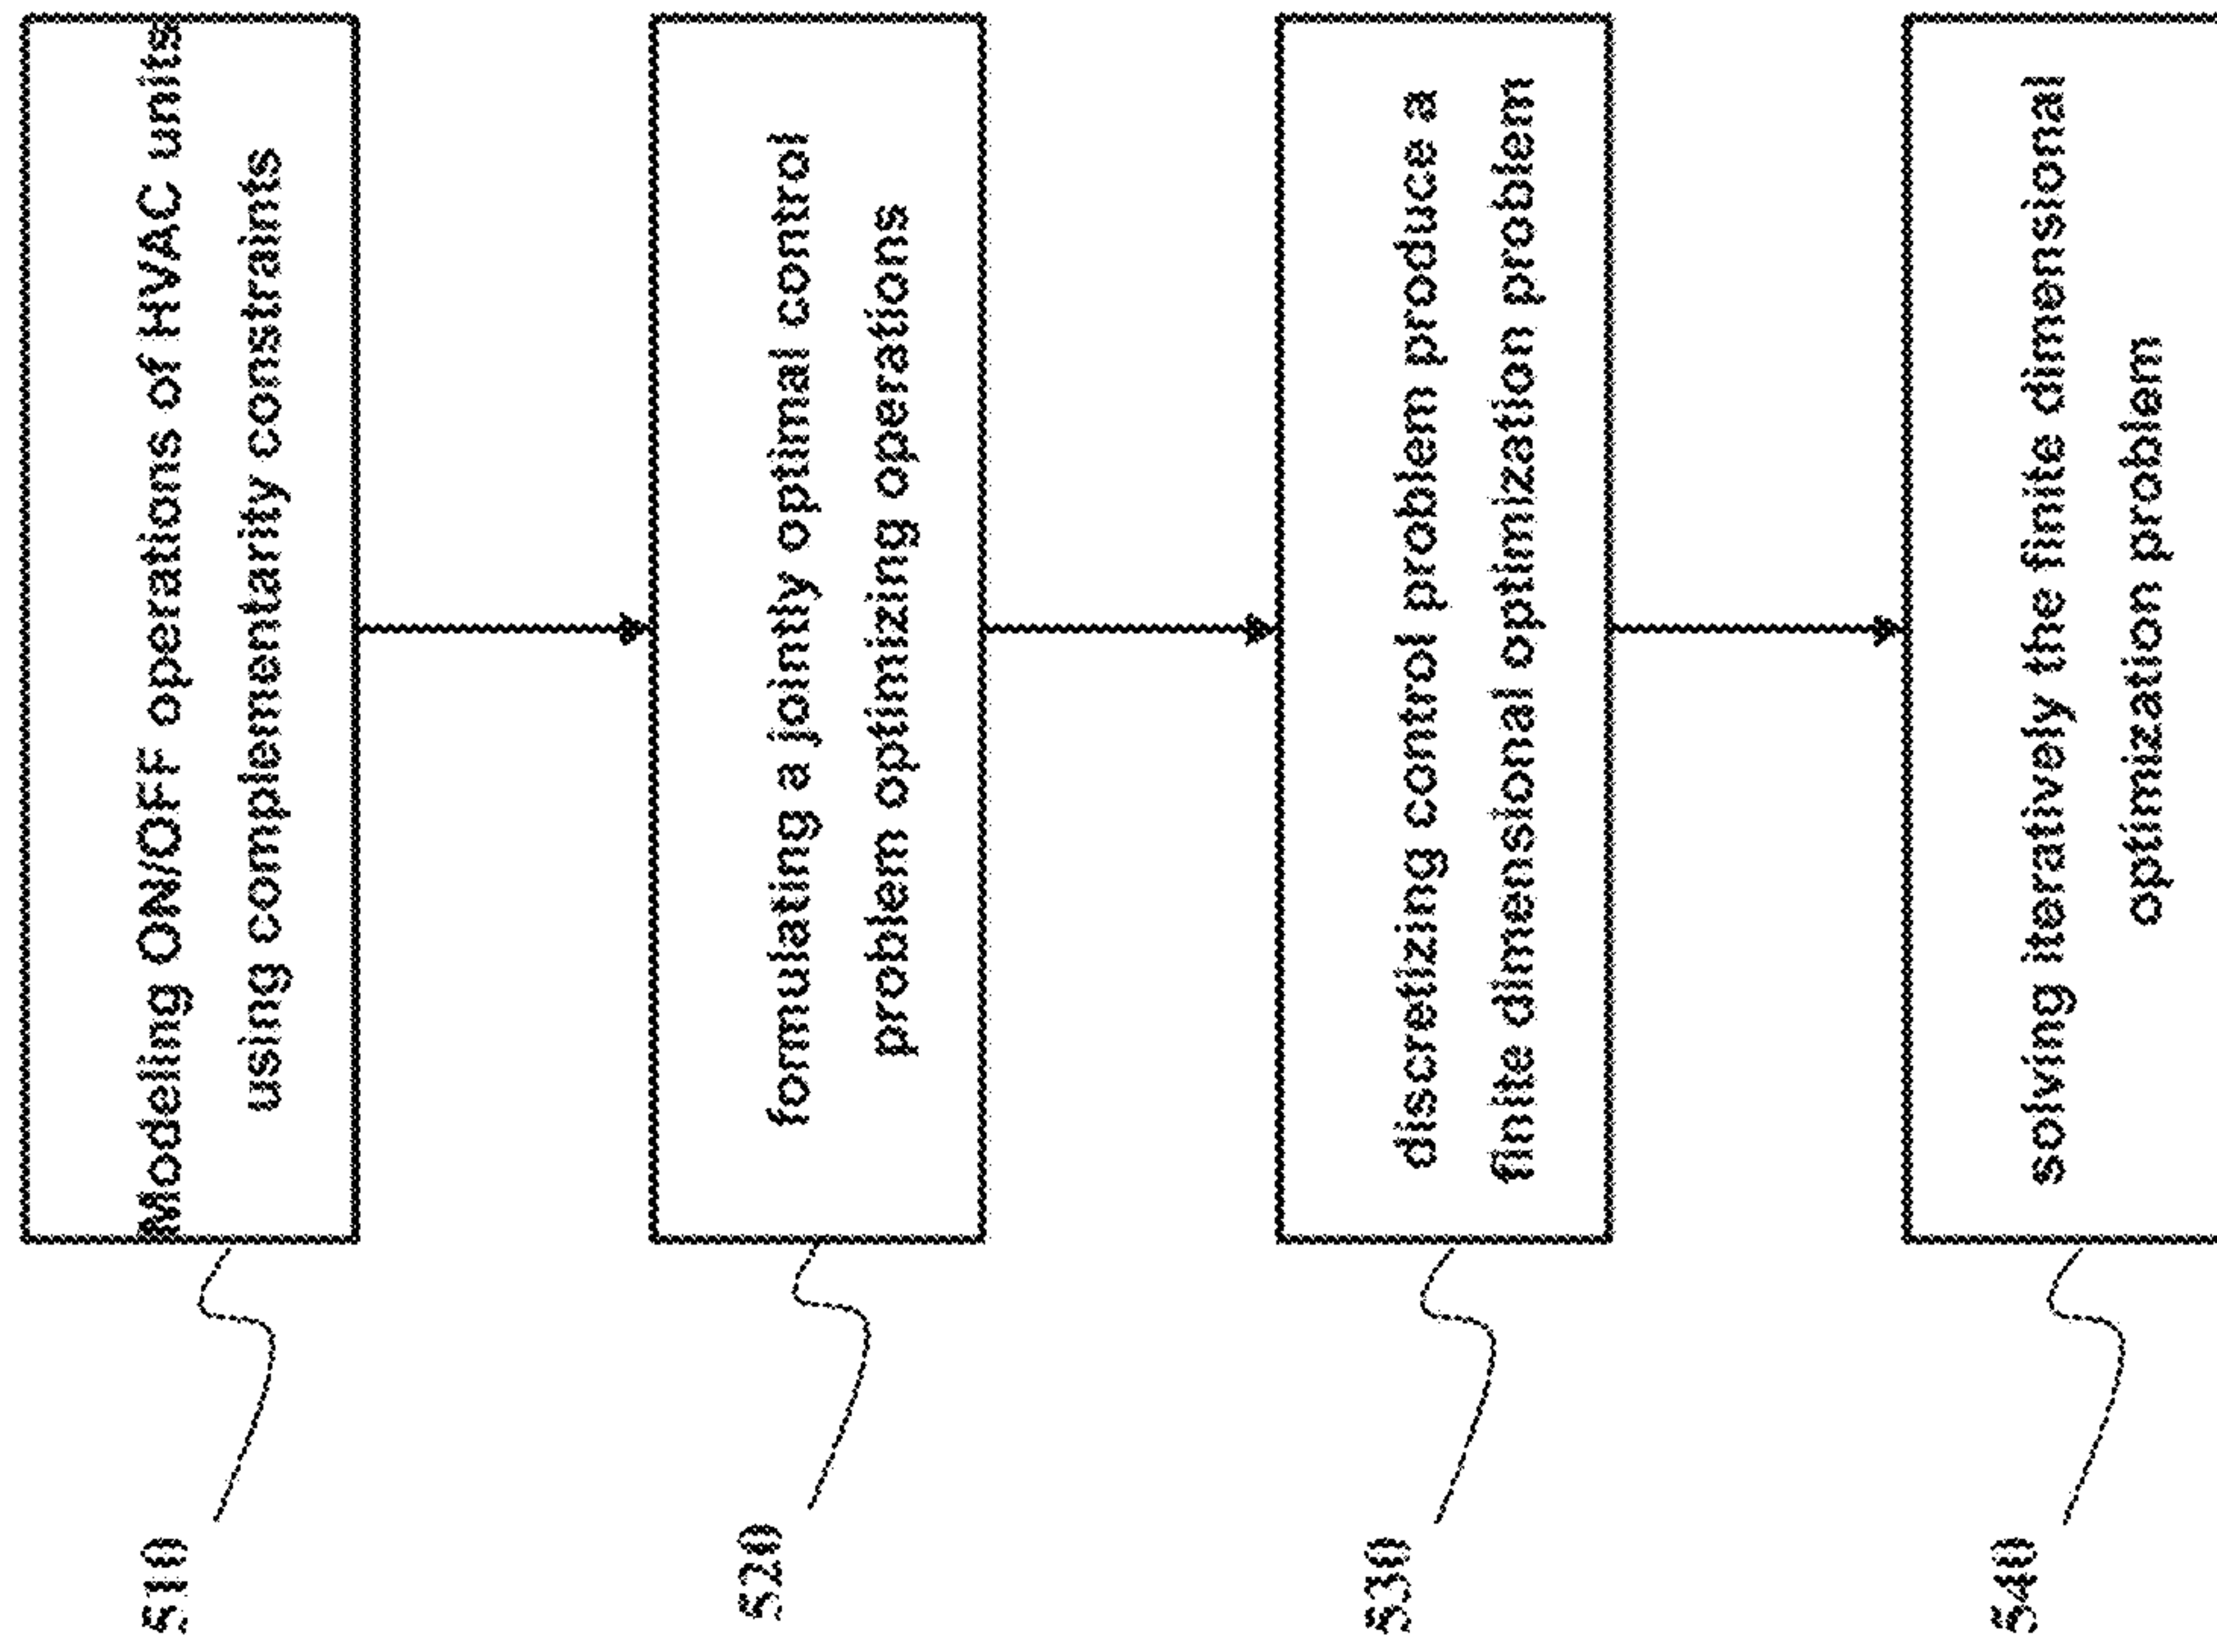 510
Modeling ON/OFF operations of HVAC units
using complementarity constraints
520
formulating a jointly optimal control
problem optimizing operations
530
discretizing control problem produce a
finite dimensional optimization problem
540
solving iteratively the finite dimensional
optimization problem